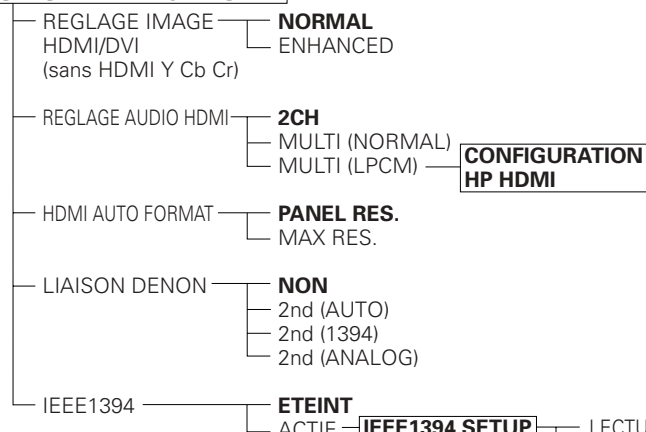 REGLAGE IMAGE NORMAL
HDMI/DVI ENHANCED
(sans HDMI Y Cb Cr)
REGLAGE AUDIO HDMI 2CH
MULTI (NORMAL)
MULTI (LPCM) CONFIGURATION
HP HDMI
HDMI AUTO FORMAT PANEL RES.
MAX RES.
LIAISON DENON NON
2nd (AUTO)
2nd (1394)
2nd (ANALOG)
IEEE1394 ETEINT
ACTIF IEEE1394 SETUP